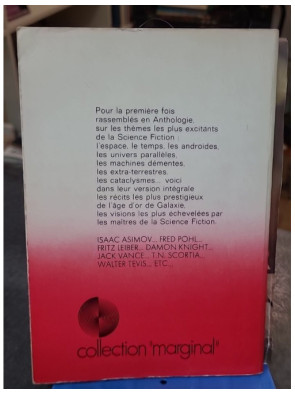 Pour la première fois
rassemblés en Anthologie,
sur les thèmes les plus excitants
de la Science Fiction :
l'espace, le temps, les androïdes,
les univers parallèles,
les machines démentes,
les extra-terrestres,
les cataclysmes... voici
dans leur version intégrale
les récits les plus prestigieux
de l'âge d'or de Galaxie,
les visions les plus échevelées par
les maîtres de la Science Fiction.
ISAAC ASIMOV... FRED POHL...
FRITZ LEIBER... DAMON KNIGHT...
JACK VANCE... T.N. SCORTIA...
WALTER TEVIS... ETC...
collection "marginal"